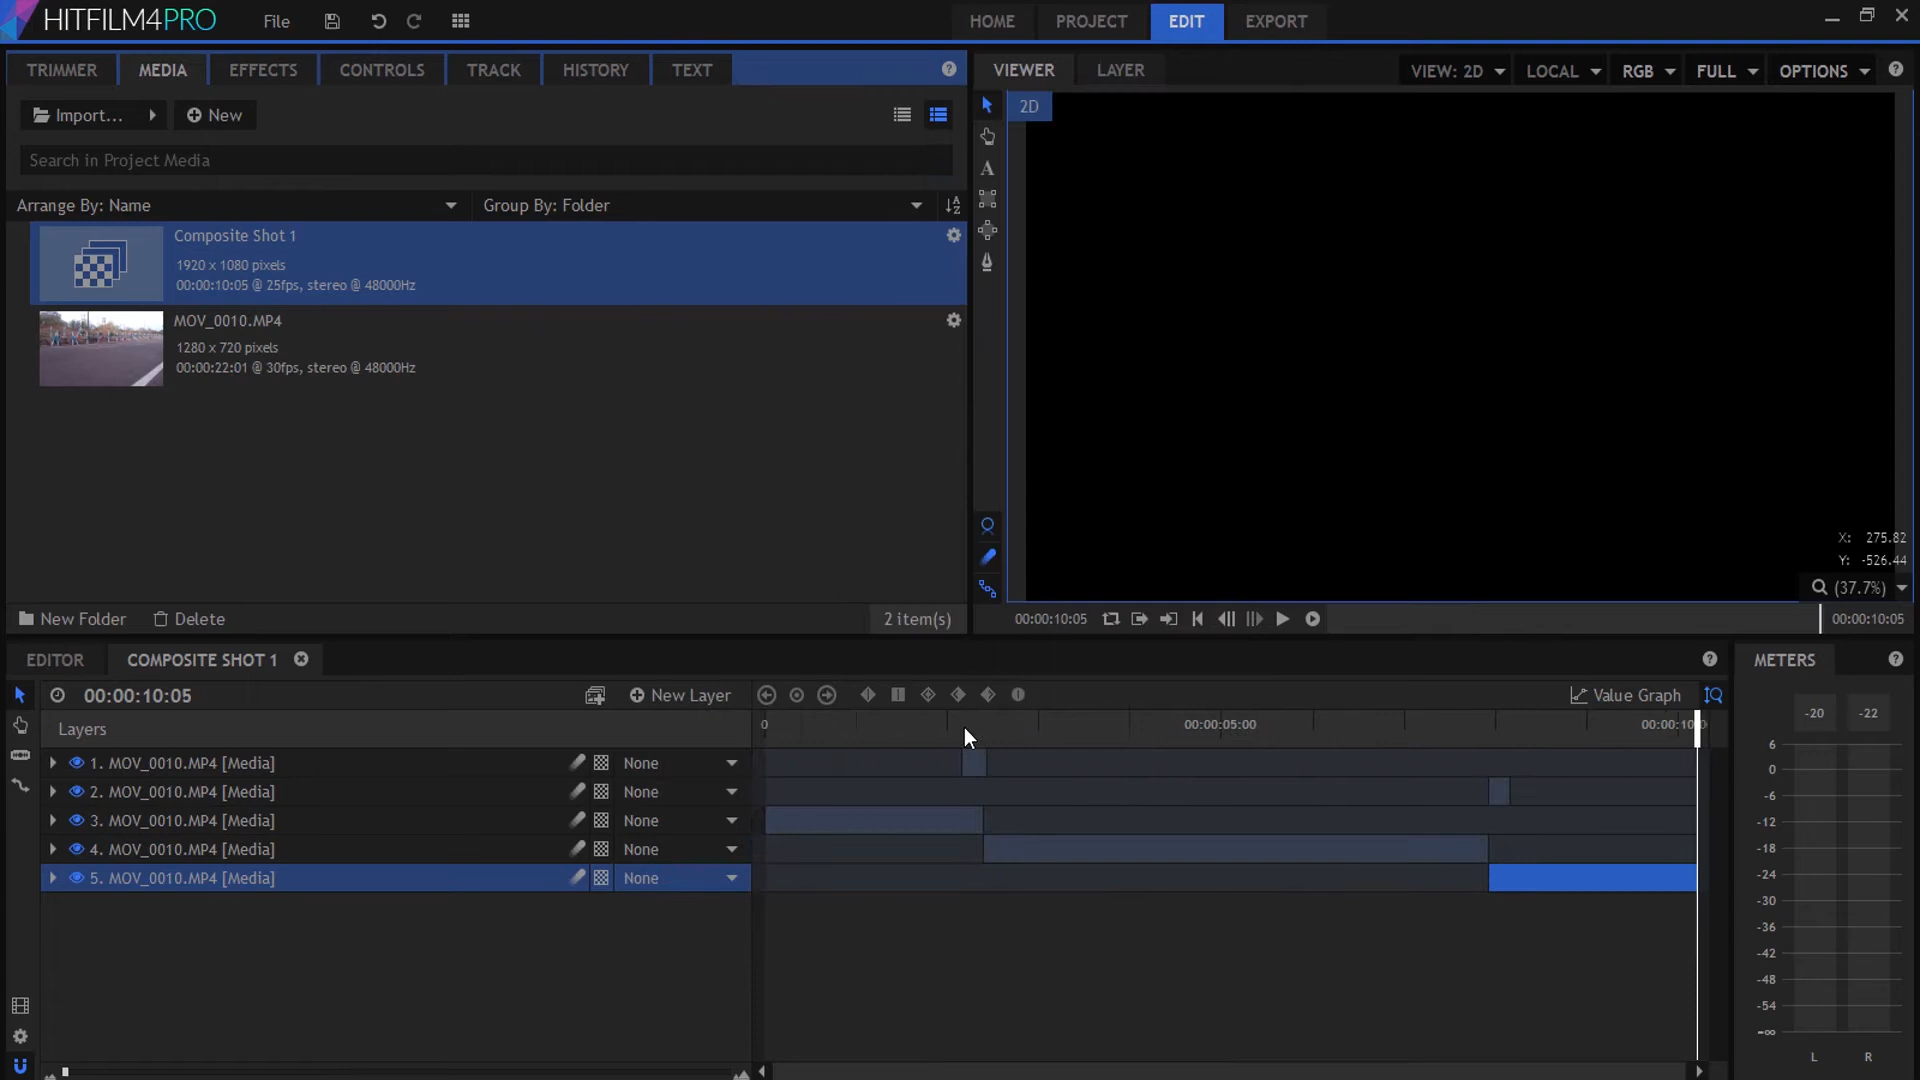 HITFILM4PRO
File
HOME
PROJECT
EDIT
EXPORT
TRIMMER
MEDIA
EFFECTS
CONTROLS
TRACK
HISTORY
TEXT
VIEWER
LAYER
VIEW: 2D
LOCAL
RGB
FULL
OPTIONS
Import...
New
2D
Search in Project Media
Arrange By: Name
Group By: Folder
Composite Shot 1
1920 x 1080 pixels
00:00:10:05 @ 25fps, stereo @ 48000Hz
MOV_0010.MP4
1280 x 720 pixels
00:00:22:01 @ 30fps, stereo @ 48000Hz
X: 275.82
Y: -526.44
(37.7%)
New Folder
Delete
2 item(s)
00:00:10:05
00:00:10:05
EDITOR
COMPOSITE SHOT 1
METERS
00:00:10:05
New Layer
Value Graph
-20
-22
Layers
0
00:00:05:00
00:00:10:0
1. MOV_0010.MP4 [Media]
None
2. MOV_0010.MP4 [Media]
None
3. MOV_0010.MP4 [Media]
None
4. MOV_0010.MP4 [Media]
None
5. MOV_0010.MP4 [Media]
None
6
0
-6
-12
-18
-24
-30
-36
-42
-48
-54
-∞
L
R